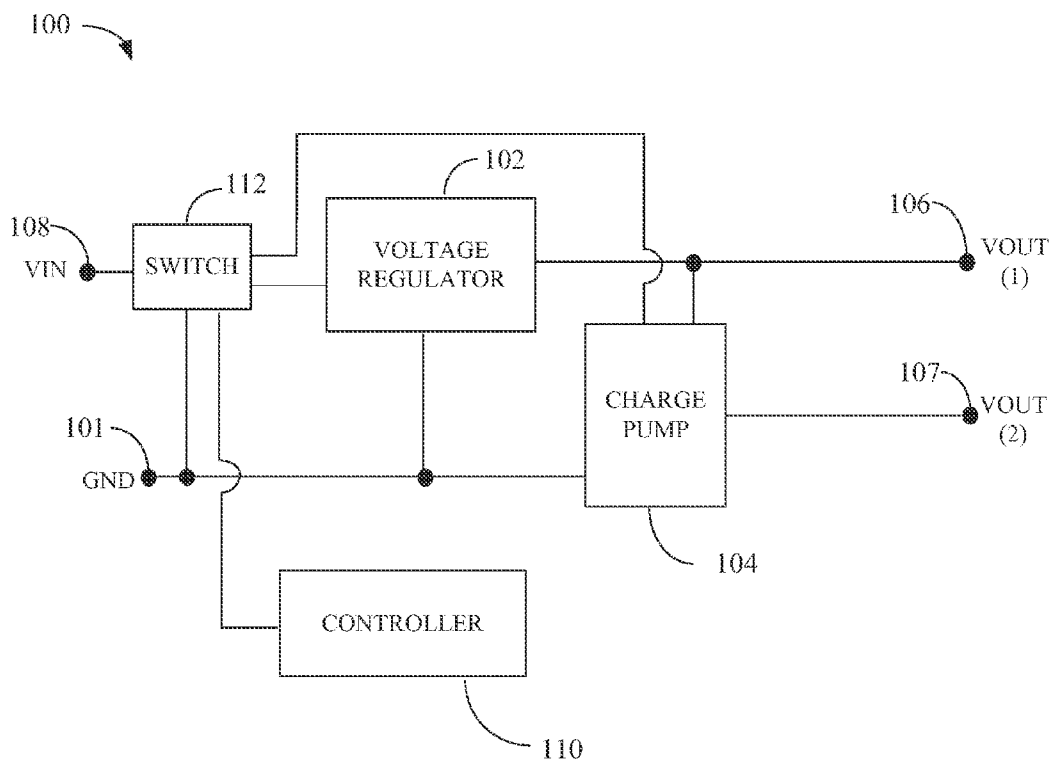 100
102
112
106
108
VOLTAGE
REGULATOR
VOUT
(1)
SWITCH
VIN
107
CHARGE
PUMP
VOUT
(2)
101
GND
104
CONTROLLER
110